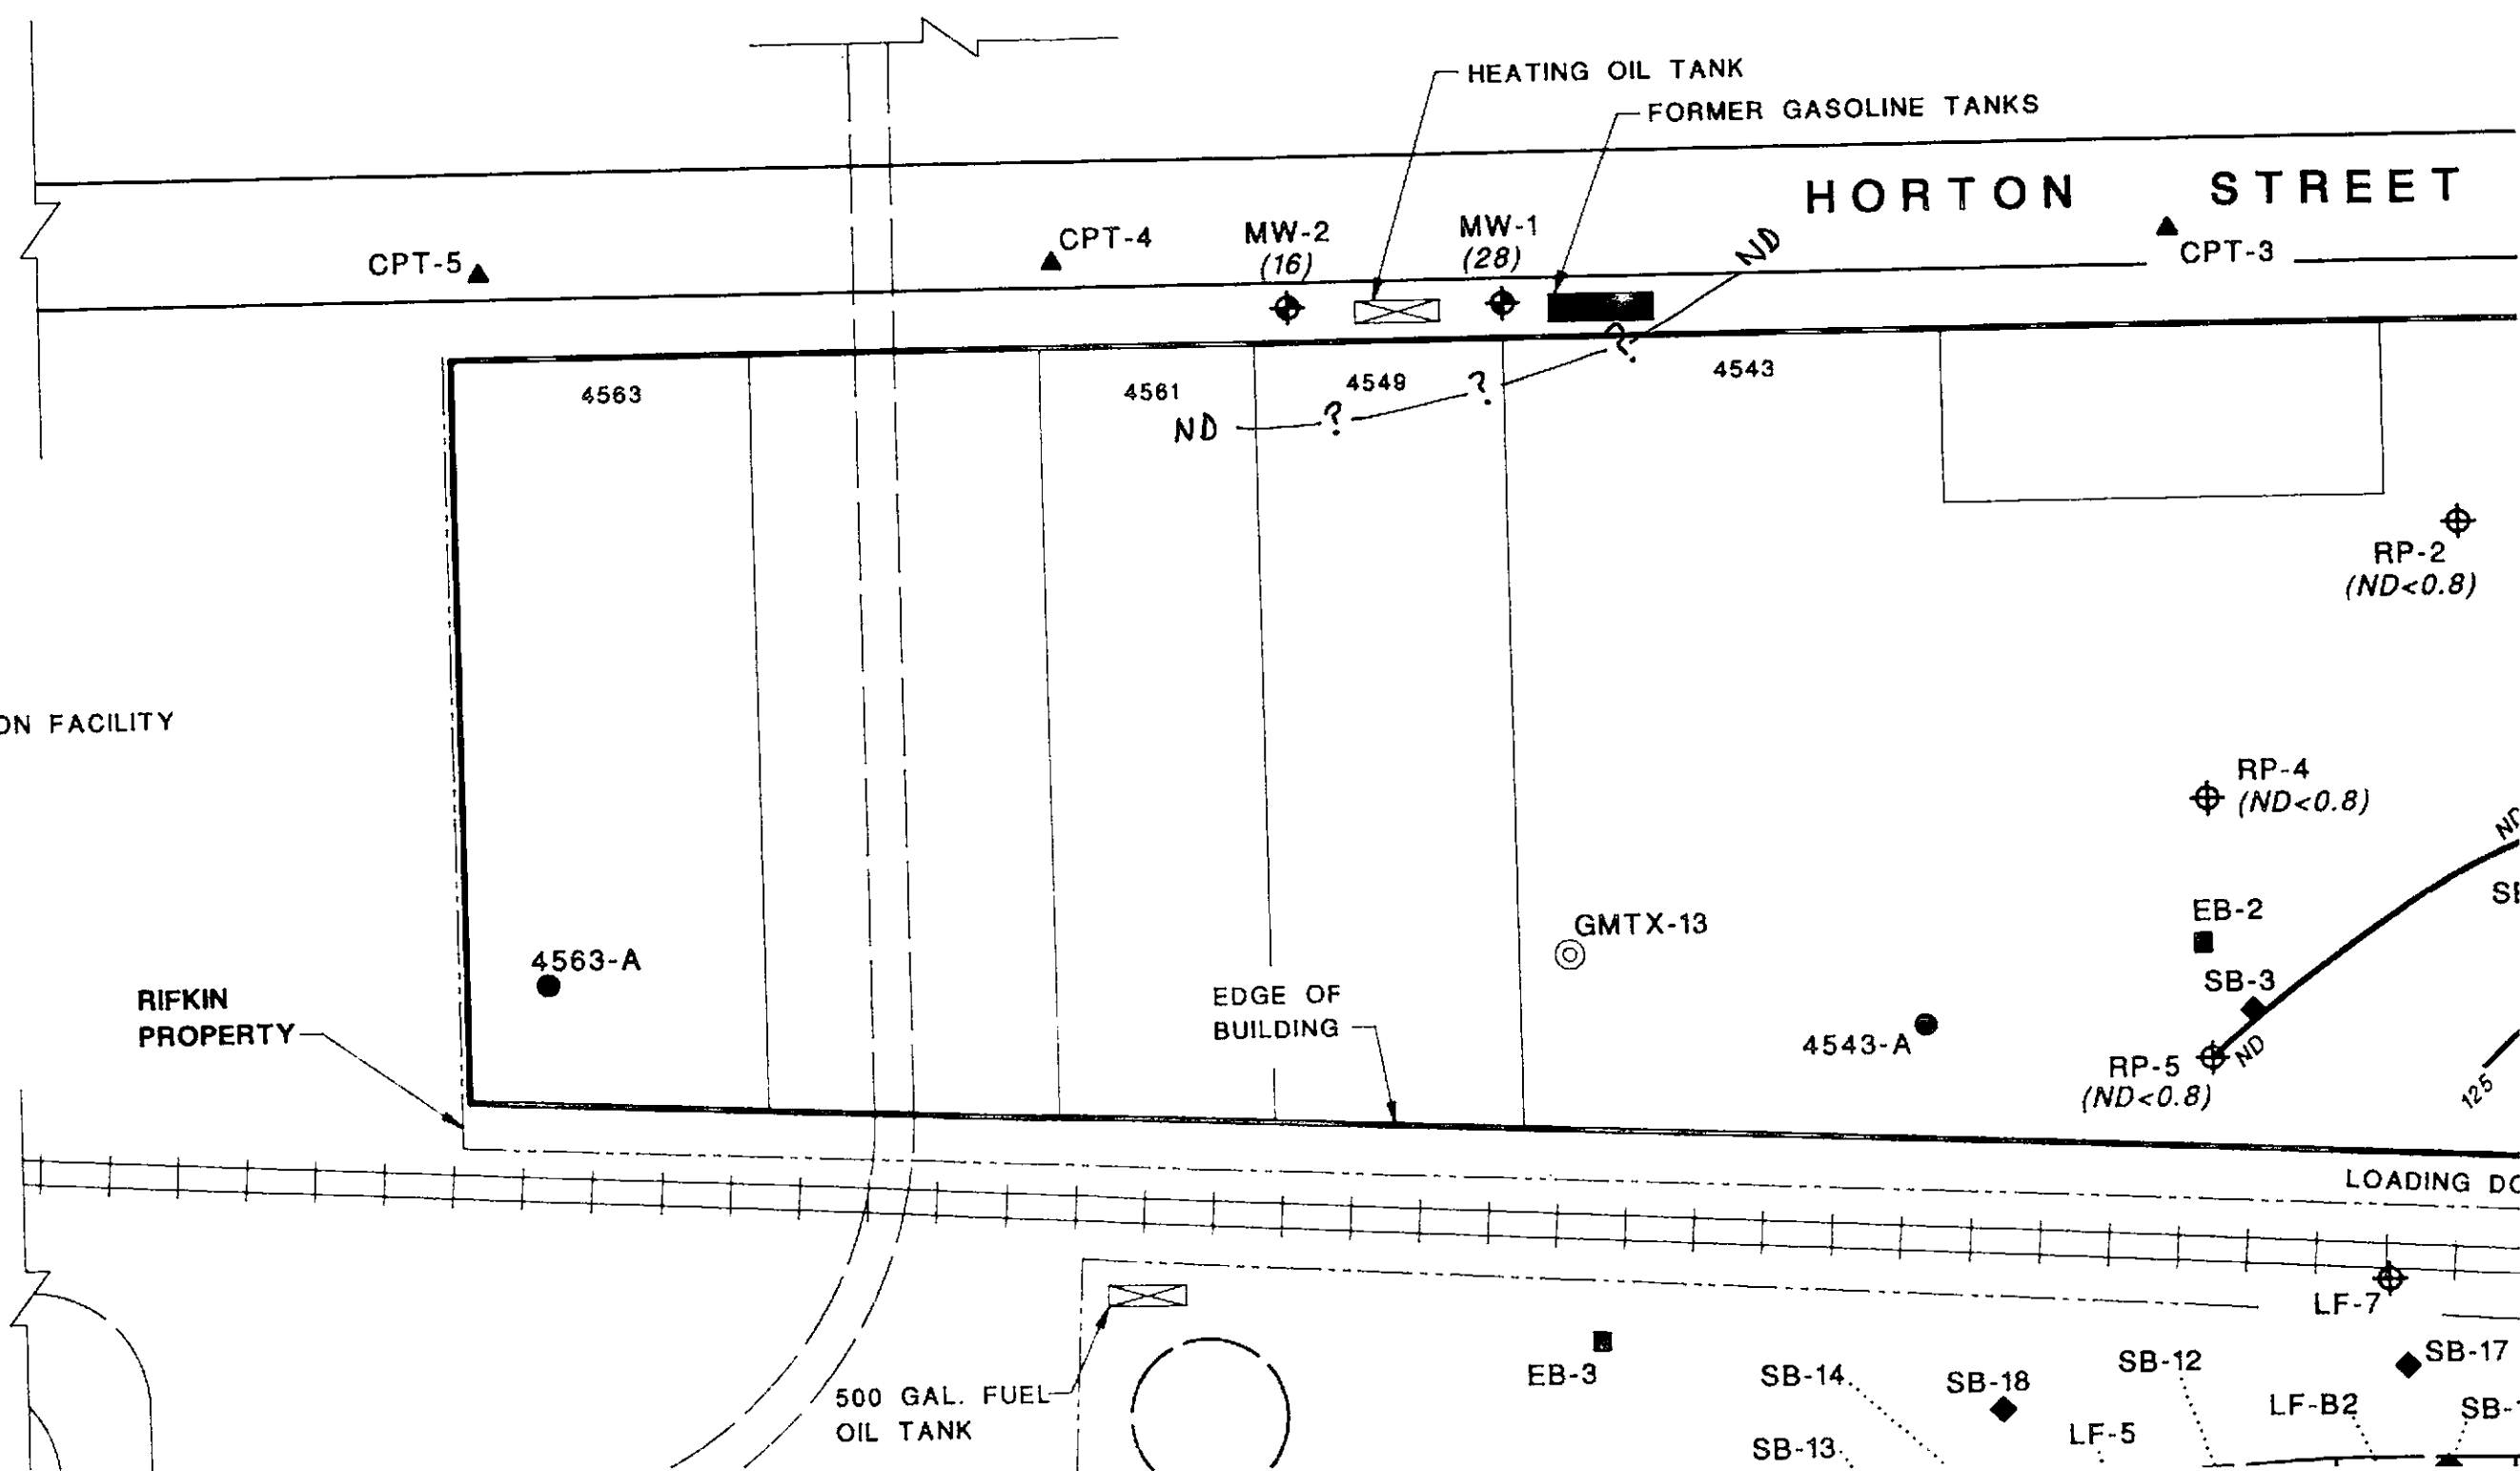 HEATING OIL TANK
FORMER GASOLINE TANKS
HORTON STREET
CPT-5
CPT-4
MW-2
(16)
MW-1
(28)
ND
CPT-3
4563
4561
4549
4543
ND ? ? ?
RP-2
(ND<0.8)
ON FACILITY
RP-4
(ND<0.8)
ND
EB-2
SB-3
GMTX-13
4563-A
RIFKIN
PROPERTY
EDGE OF
BUILDING
4543-A
RP-5
(ND<0.8)
ND
125
LOADING DO
LF-7
500 GAL. FUEL
OIL TANK
EB-3
SB-14
SB-18
SB-12
SB-17
LF-B2
SB-13
LF-5